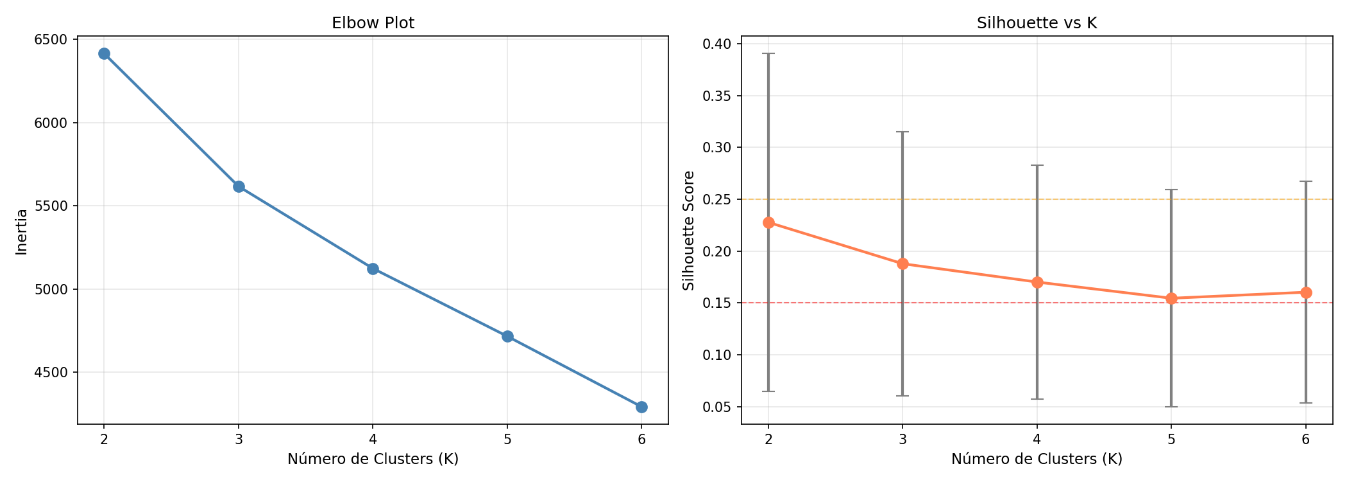 Elbow Plot
6500
6000
5500
5000
4500
Inertia
2 3 4 5 6
Número de Clusters (K)
Silhouette vs K
0.40
0.35
0.30
0.25
0.20
0.15
0.10
0.05
Silhouette Score
2 3 4 5 6
Número de Clusters (K)